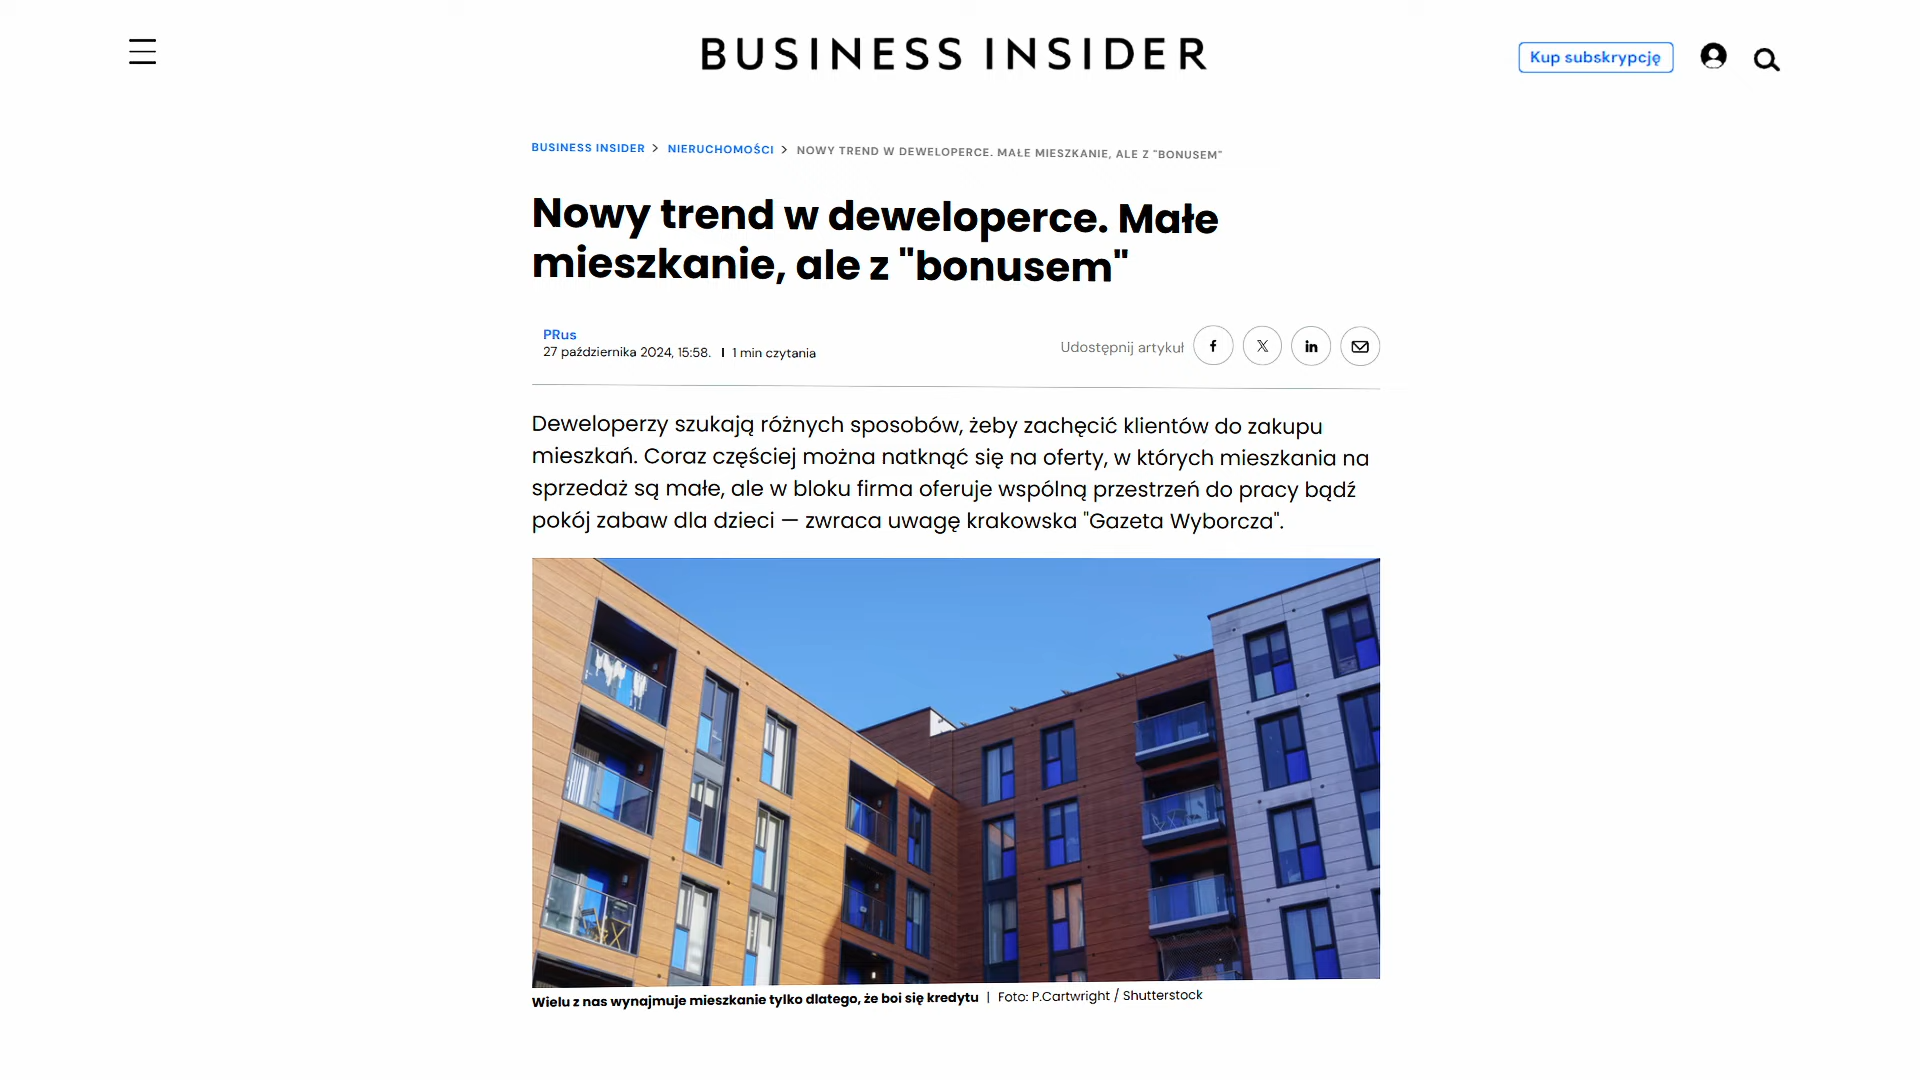 BUSINESS INSIDER
Kup subskrypcję
BUSINESS INSIDER > NIERUCHOMOŚCI > NOWY TREND W DEWELOPERCE. MAŁE MIESZKANIE, ALE Z "BONUSEM"
Nowy trend w deweloperce. Małe
mieszkanie, ale z "bonusem"
PRus
27 października 2024, 15:58. | 1 min czytania
Udostępnij artykuł
Deweloperzy szukają różnych sposobów, żeby zachęcić klientów do zakupu
mieszkań. Coraz częściej można natknąć się na oferty, w których mieszkania na
sprzedaż są małe, ale w bloku firma oferuje wspólną przestrzeń do pracy bądź
pokój zabaw dla dzieci — zwraca uwagę krakowska "Gazeta Wyborcza".
Wielu z nas wynajmuje mieszkanie tylko dlatego, że boi się kredytu | Foto: P.Cartwright / Shutterstock